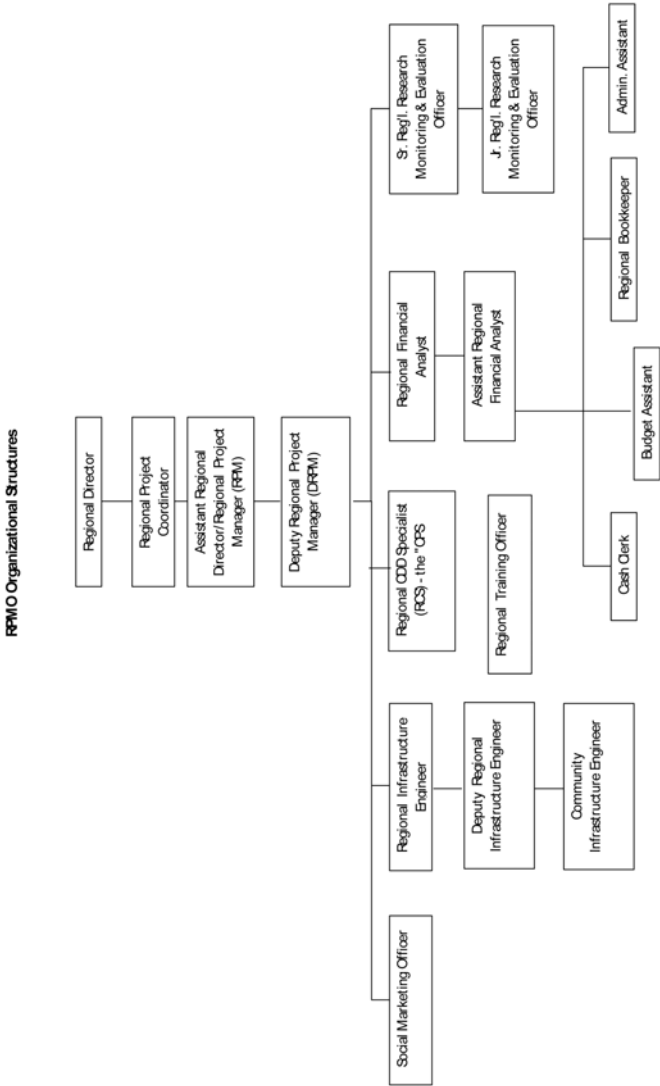 RPMO Organizational Structures
Regional Director
Regional Project
Coordinator
Assistant Regional
Director/Regional Project
Manager (RPM)
Deputy Regional Project
Manager (DRPM)
Social Marketing Officer
Regional Infrastructure
Engineer
Regional CDD Specialist
(RCS) - the "CPS
Regional Financial
Analyst
Sr. Reg'l. Research
Monitoring & Evaluation
Officer
Deputy Regional
Infrastructure Engineer
Regional Training Officer
Assistant Regional
Financial Analyst
Jr. Reg'l. Research
Monitoring & Evaluation
Officer
Community
Infrastructure Engineer
Cash Clerk
Budget Assistant
Regional Bookkeeper
Admin. Assistant